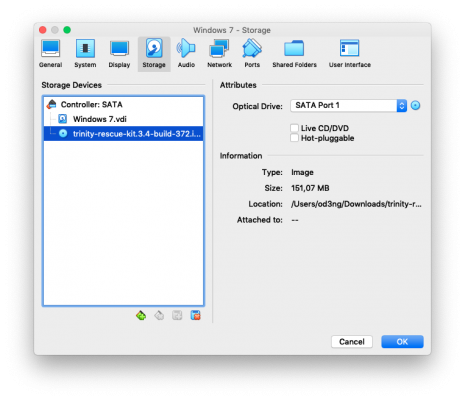 Windows 7 - Storage
General System Display Storage Audio Network Ports Shared Folders User Interface
Storage Devices
Controller: SATA
Windows 7.vdi
trinity-rescue-kit.3.4-build-372.i...
Attributes
Optical Drive: SATA Port 1
Live CD/DVD
Hot-pluggable
Information
Type: Image
Size: 151,07 MB
Location: /Users/od3ng/Downloads/trinity-r...
Attached to: --
Cancel OK